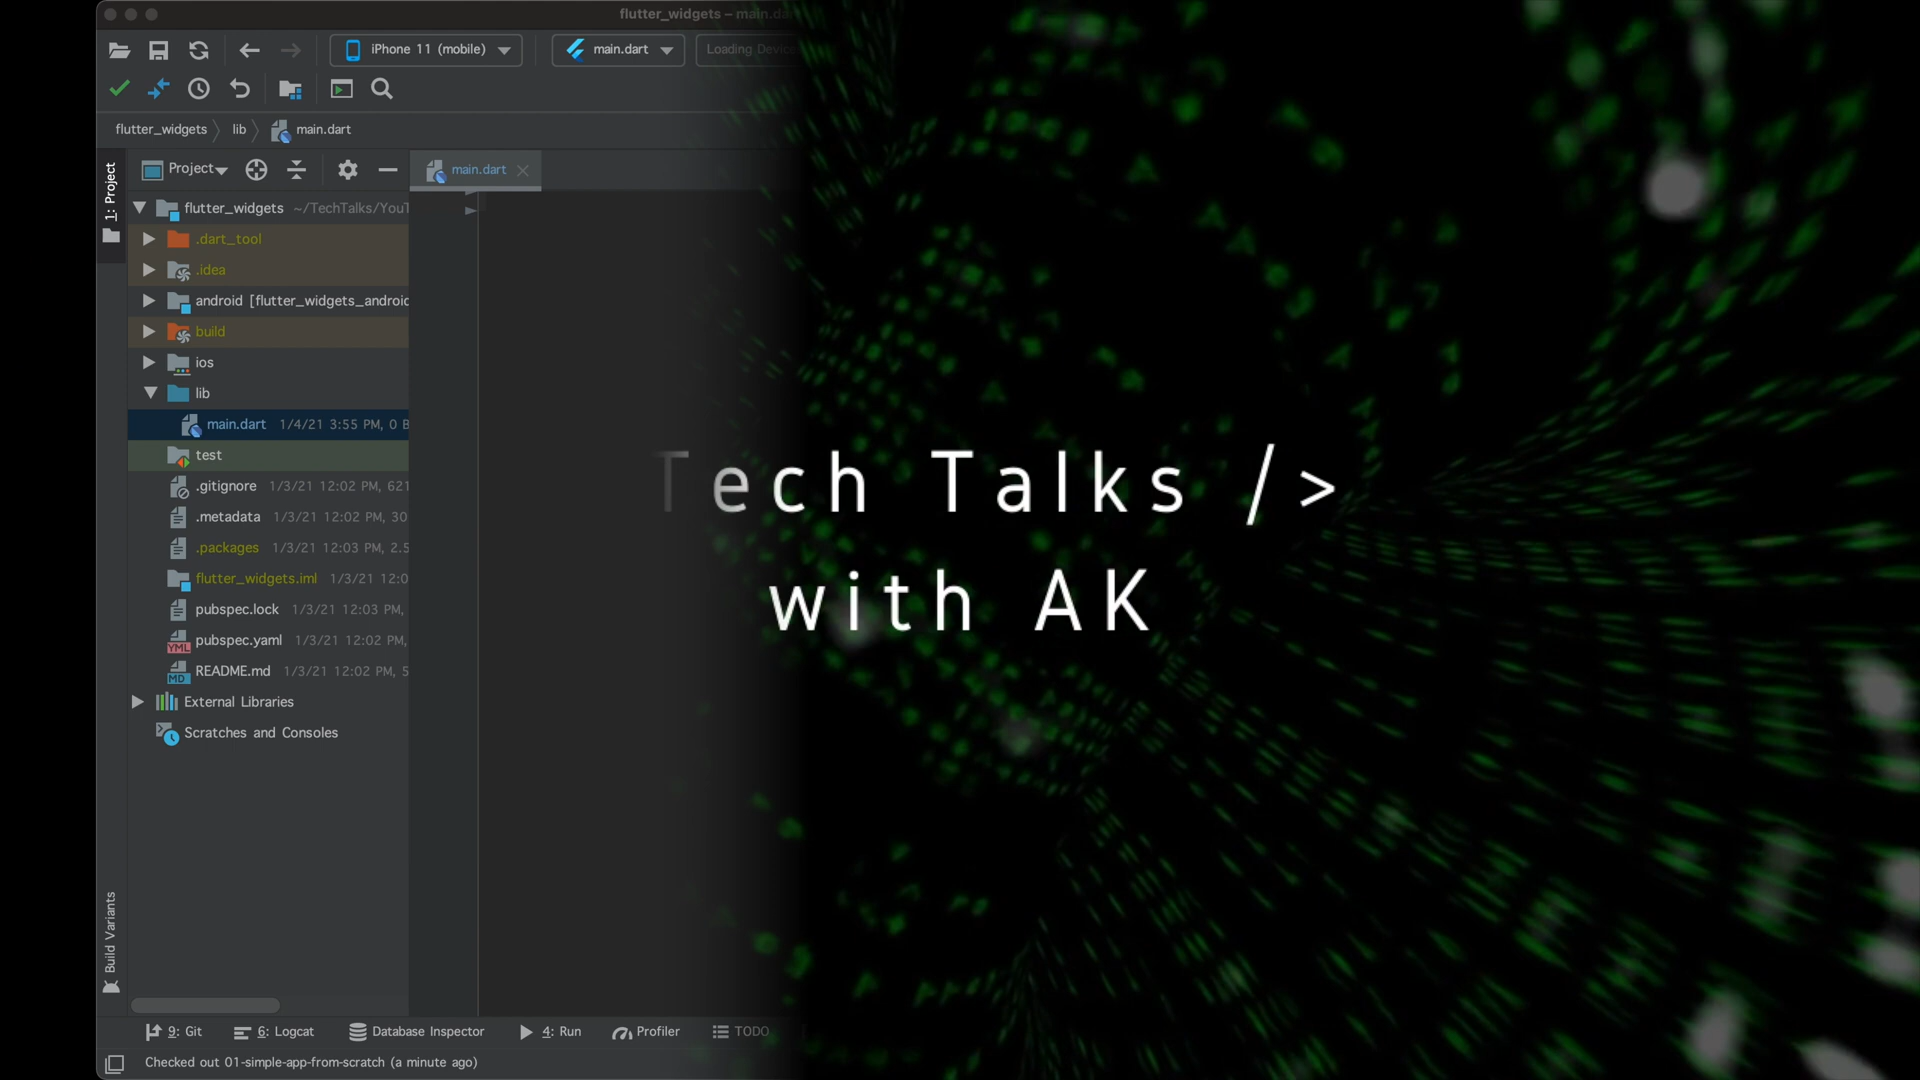 flutter_widgets – main.da
iPhone 11 (mobile)
main.dart
Loading Device
flutter_widgets
lib
main.dart
1: Project
Project
main.dart
flutter_widgets ~/TechTalks/YouT
.dart_tool
.idea
android [flutter_widgets_android
build
ios
lib
main.dart 1/4/21 3:55 PM, 0 B
test
.gitignore 1/3/21 12:02 PM, 621
.metadata 1/3/21 12:02 PM, 30
.packages 1/3/21 12:03 PM, 2.5
flutter_widgets.iml 1/3/21 12:0
pubspec.lock 1/3/21 12:03 PM,
pubspec.yaml 1/3/21 12:02 PM,
README.md 1/3/21 12:02 PM, 5
External Libraries
Scratches and Consoles
Tech Talks />
with AK
Build Variants
9: Git
6: Logcat
Database Inspector
4: Run
Profiler
TODO
Checked out 01-simple-app-from-scratch (a minute ago)